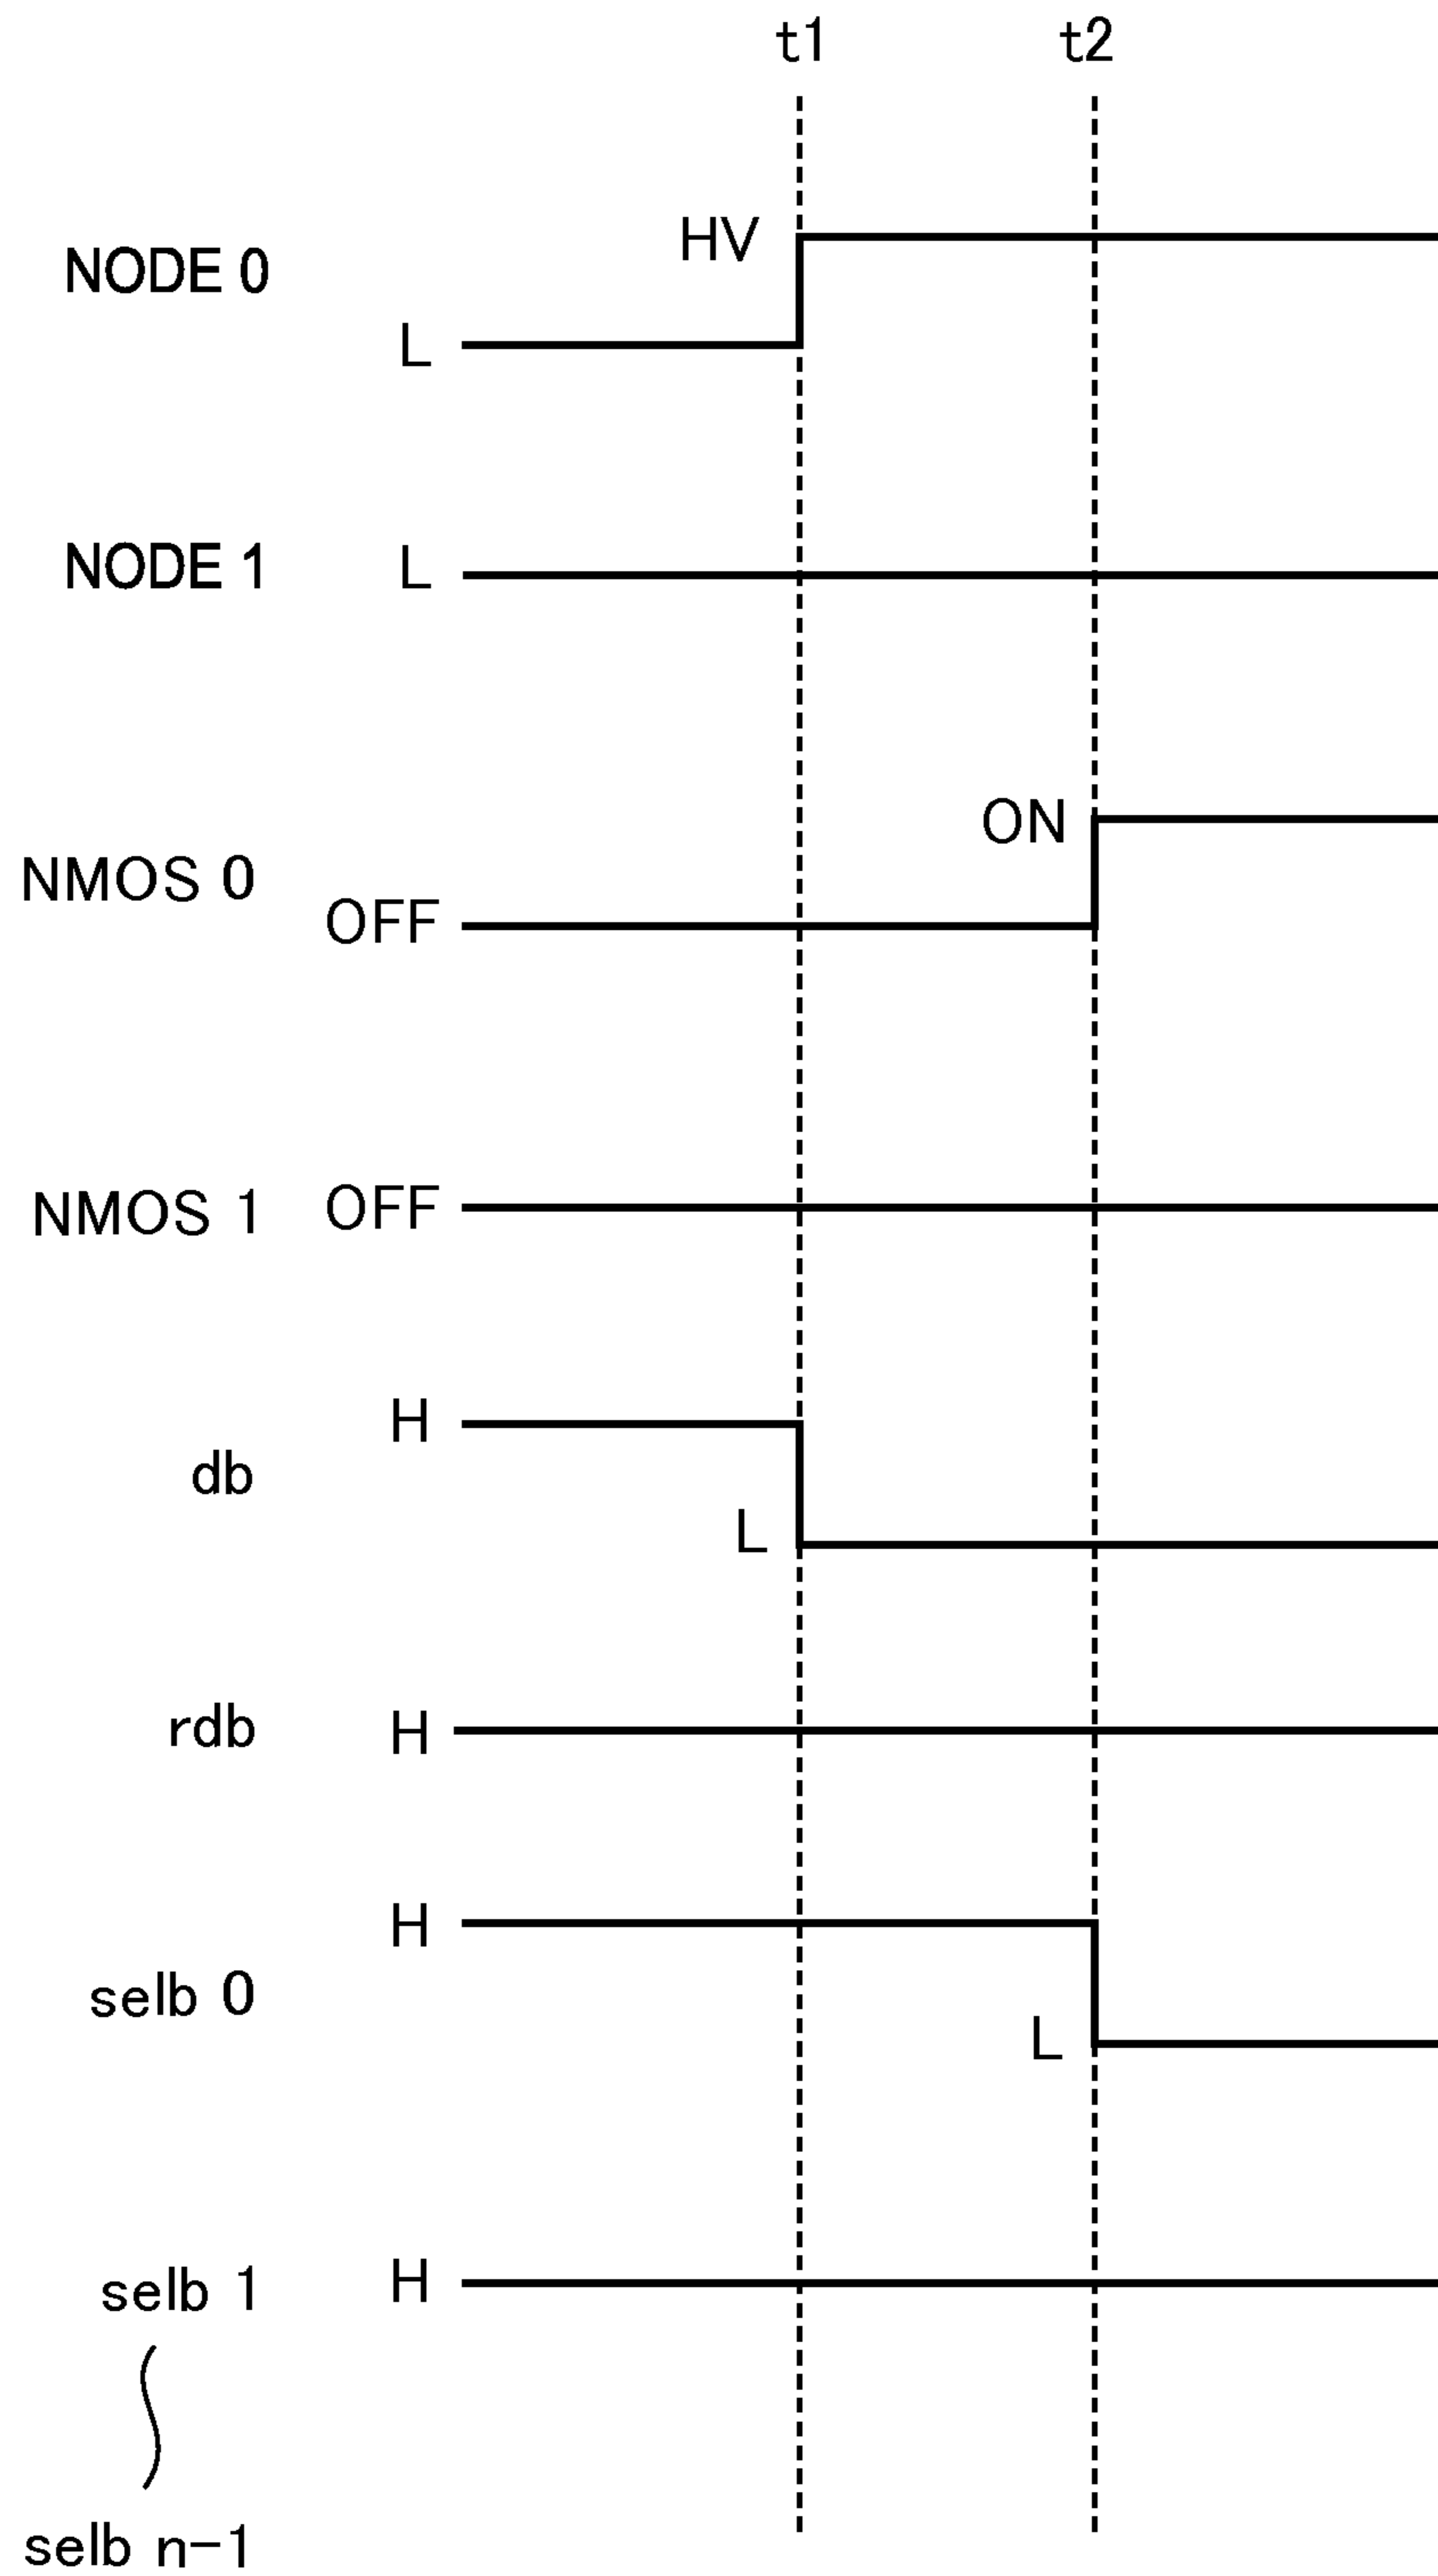 t1 t2
HV
NODE 0
L
NODE 1 L
ON
NMOS 0
OFF
NMOS 1 OFF
H
db
L
rdb H
H
selb 0
L
selb 1 H
selb n-1